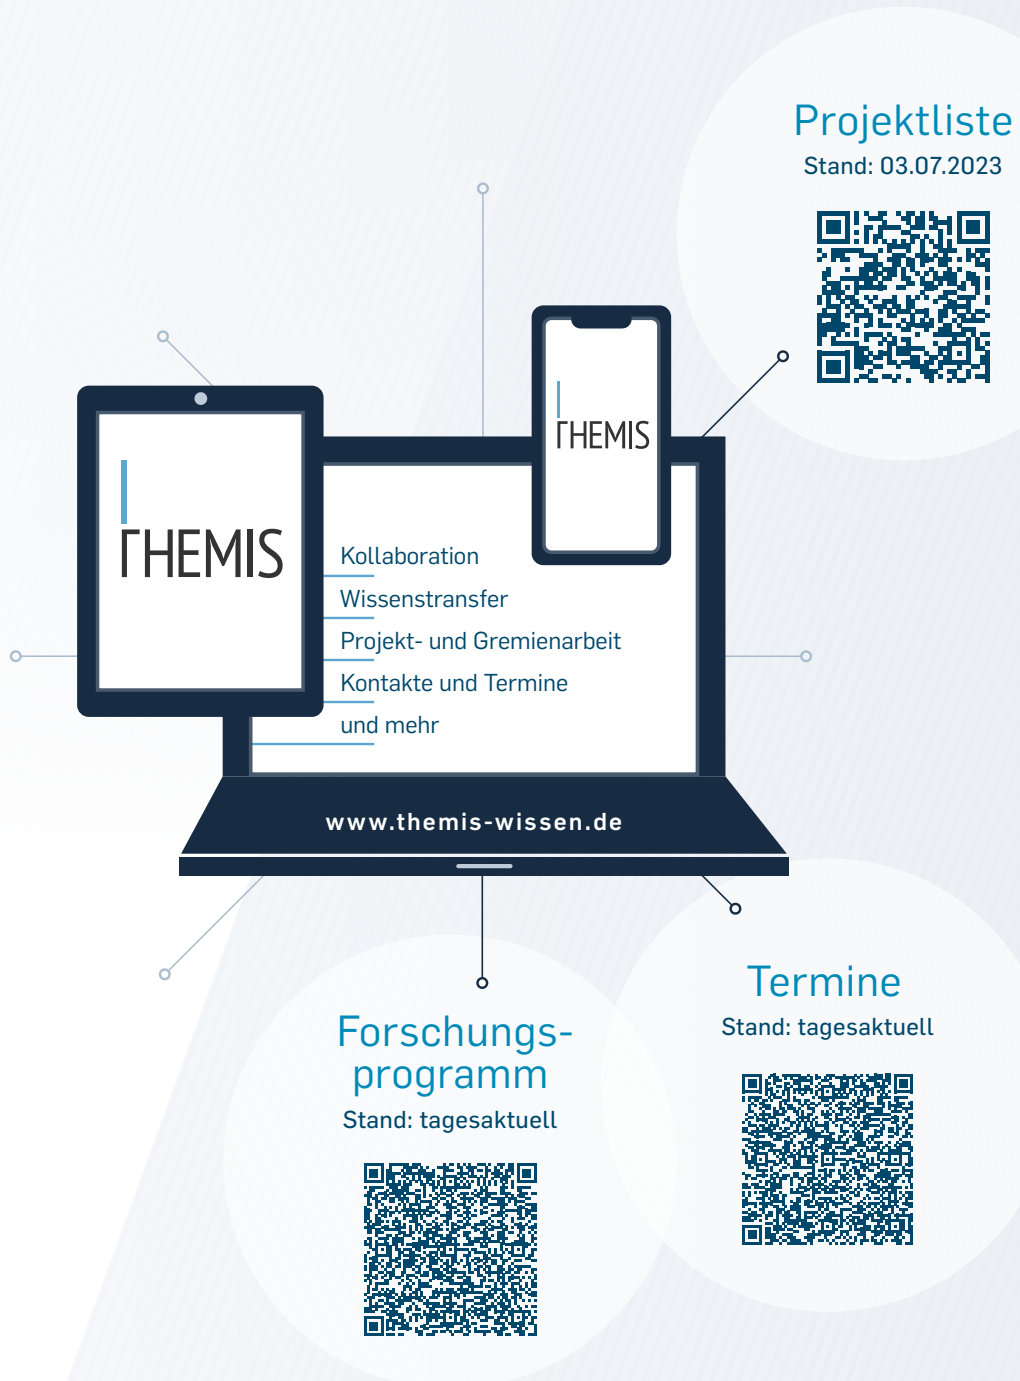 Projektliste
Stand: 03.07.2023
THEMIS
THEMIS
Kollaboration
Wissenstransfer
Projekt- und Gremienarbeit
Kontakte und Termine
und mehr
www.themis-wissen.de
Termine
Stand: tagesaktuell
Forschungs-
programm
Stand: tagesaktuell